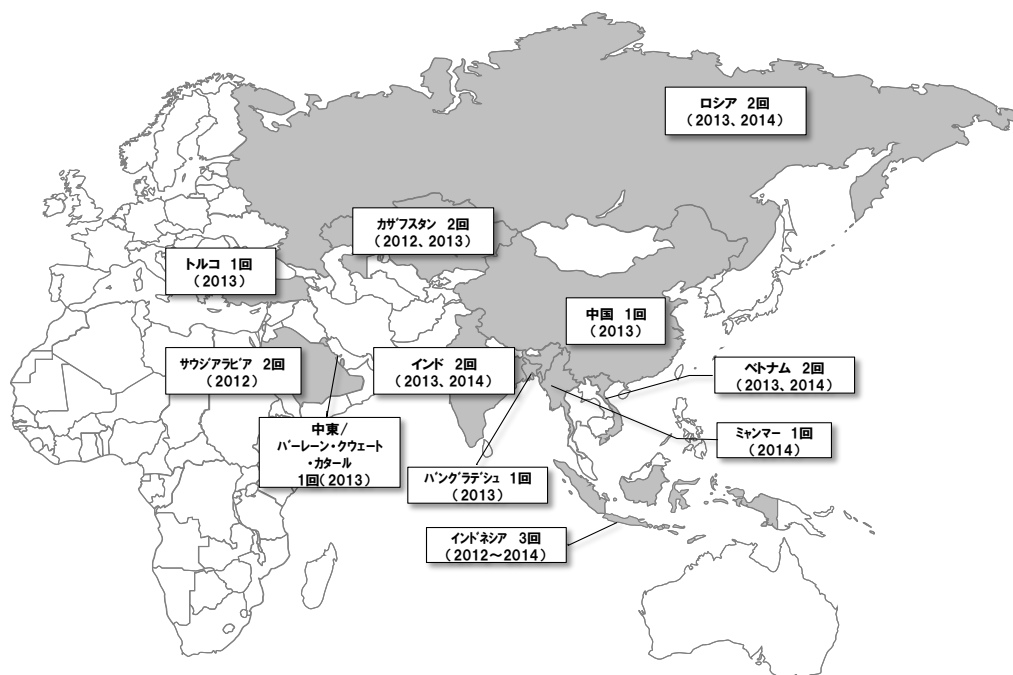 ロシア 2回
(2013、2014)
カザフスタン 2回
(2012、2013)
トルコ 1回
(2013)
中国 1回
(2013)
サウジアラビア 2回
(2012)
インド 2回
(2013、2014)
ベトナム 2回
(2013、2014)
中東/
バーレーン・クウェート
・カタール
1回(2013)
ミャンマー 1回
(2014)
バングラデシュ 1回
(2013)
インドネシア 3回
(2012～2014)